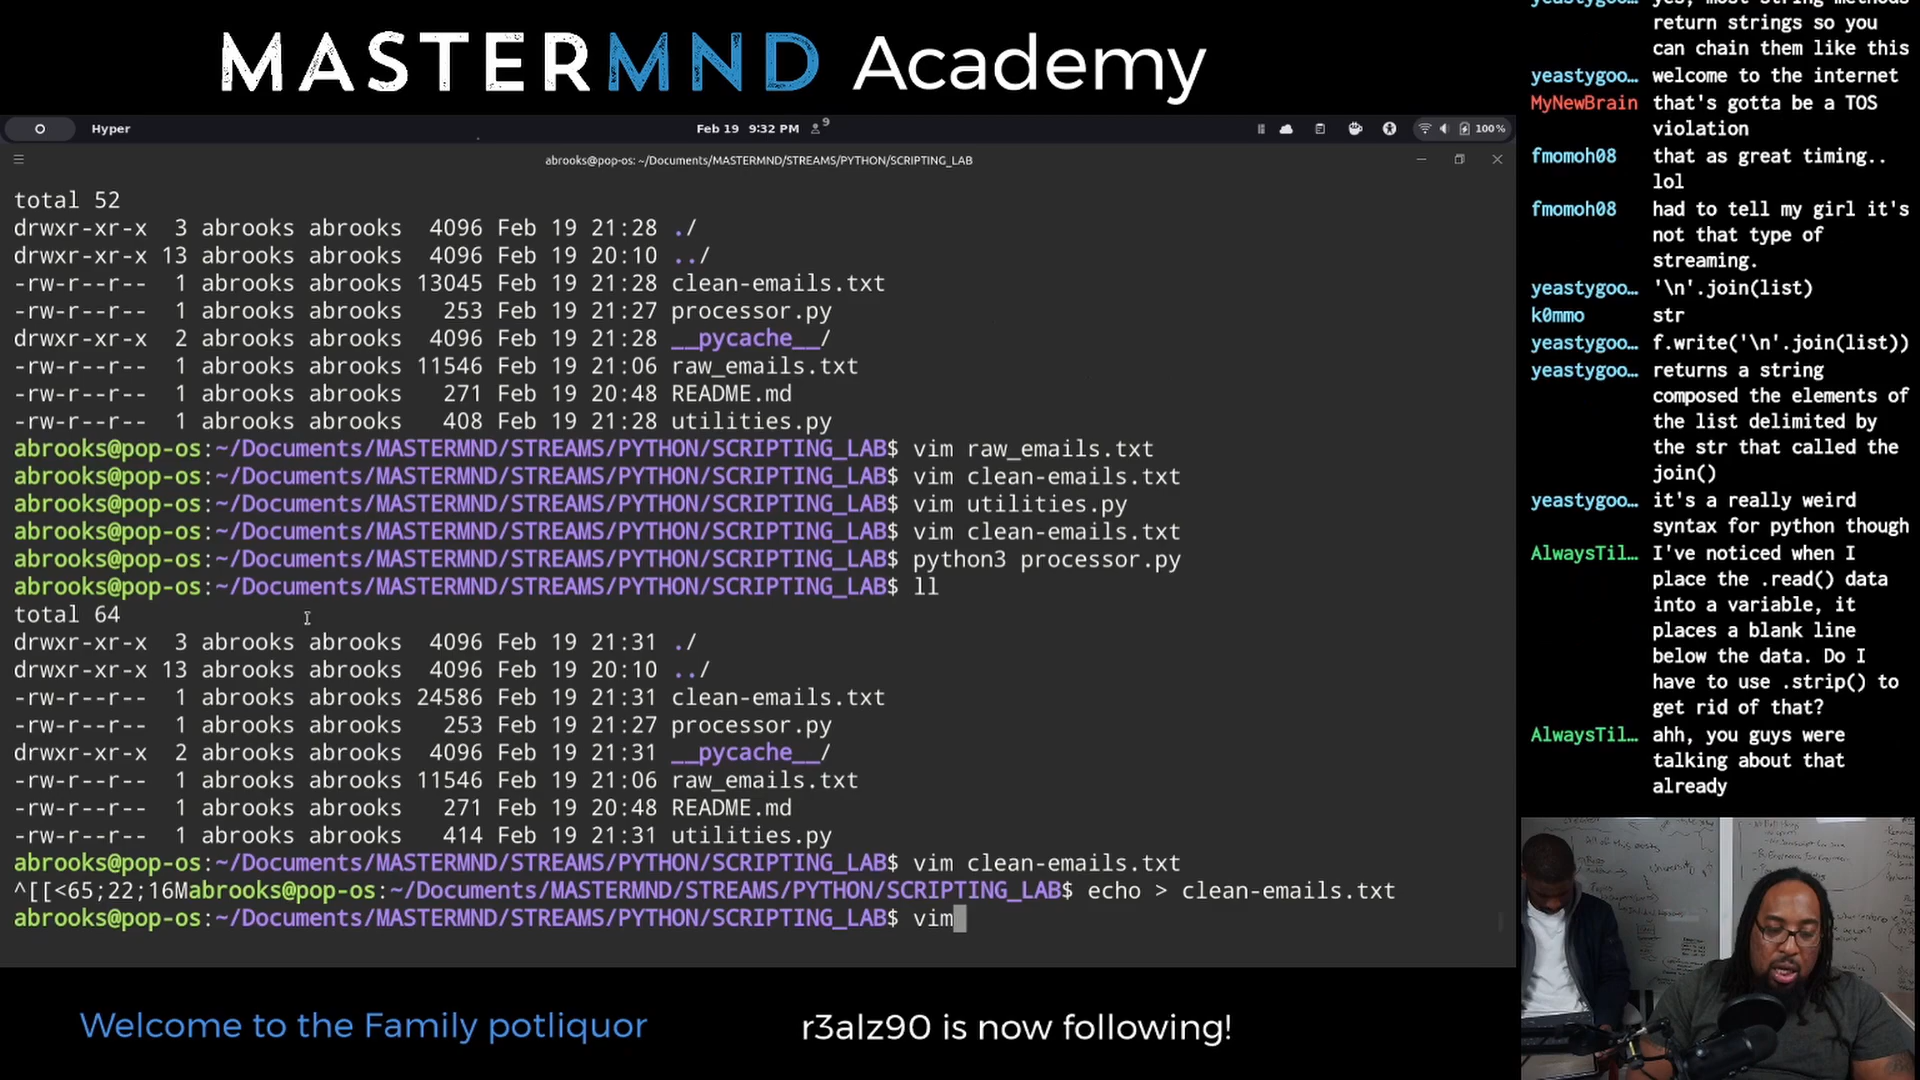 MASTERMND Academy
Hyper
Feb 19 9:32 PM
9
100%
abrooks@pop-os: ~/Documents/MASTERMND/STREAMS/PYTHON/SCRIPTING_LAB
total 52
drwxr-xr-x 3 abrooks abrooks 4096 Feb 19 21:28 ./
drwxr-xr-x 13 abrooks abrooks 4096 Feb 19 20:10 ../
-rw-r--r-- 1 abrooks abrooks 13045 Feb 19 21:28 clean-emails.txt
-rw-r--r-- 1 abrooks abrooks 253 Feb 19 21:27 processor.py
drwxr-xr-x 2 abrooks abrooks 4096 Feb 19 21:28 __pycache__/
-rw-r--r-- 1 abrooks abrooks 11546 Feb 19 21:06 raw_emails.txt
-rw-r--r-- 1 abrooks abrooks 271 Feb 19 20:48 README.md
-rw-r--r-- 1 abrooks abrooks 408 Feb 19 21:28 utilities.py
abrooks@pop-os:~/Documents/MASTERMND/STREAMS/PYTHON/SCRIPTING_LAB$ vim raw_emails.txt
abrooks@pop-os:~/Documents/MASTERMND/STREAMS/PYTHON/SCRIPTING_LAB$ vim clean-emails.txt
abrooks@pop-os:~/Documents/MASTERMND/STREAMS/PYTHON/SCRIPTING_LAB$ vim utilities.py
abrooks@pop-os:~/Documents/MASTERMND/STREAMS/PYTHON/SCRIPTING_LAB$ vim clean-emails.txt
abrooks@pop-os:~/Documents/MASTERMND/STREAMS/PYTHON/SCRIPTING_LAB$ python3 processor.py
abrooks@pop-os:~/Documents/MASTERMND/STREAMS/PYTHON/SCRIPTING_LAB$ ll
total 64
drwxr-xr-x 3 abrooks abrooks 4096 Feb 19 21:31 ./
drwxr-xr-x 13 abrooks abrooks 4096 Feb 19 20:10 ../
-rw-r--r-- 1 abrooks abrooks 24586 Feb 19 21:31 clean-emails.txt
-rw-r--r-- 1 abrooks abrooks 253 Feb 19 21:27 processor.py
drwxr-xr-x 2 abrooks abrooks 4096 Feb 19 21:31 __pycache__/
-rw-r--r-- 1 abrooks abrooks 11546 Feb 19 21:06 raw_emails.txt
-rw-r--r-- 1 abrooks abrooks 271 Feb 19 20:48 README.md
-rw-r--r-- 1 abrooks abrooks 414 Feb 19 21:31 utilities.py
abrooks@pop-os:~/Documents/MASTERMND/STREAMS/PYTHON/SCRIPTING_LAB$ vim clean-emails.txt
^[[<65;22;16Mabrooks@pop-os:~/Documents/MASTERMND/STREAMS/PYTHON/SCRIPTING_LAB$ echo > clean-emails.txt
abrooks@pop-os:~/Documents/MASTERMND/STREAMS/PYTHON/SCRIPTING_LAB$ vim
yeastygoo… yes, most string methods
return strings so you
can chain them like this
yeastygoo… welcome to the internet
MyNewBrain that's gotta be a TOS
violation
fmomoh08 that as great timing..
lol
fmomoh08 had to tell my girl it's
not that type of
streaming.
yeastygoo… '\n'.join(list)
k0mmo str
yeastygoo… f.write('\n'.join(list))
yeastygoo… returns a string
composed the elements of
the list delimited by
the str that called the
join()
yeastygoo… it's a really weird
syntax for python though
AlwaysTil… I've noticed when I
place the .read() data
into a variable, it
places a blank line
below the data. Do I
have to use .strip() to
get rid of that?
AlwaysTil… ahh, you guys were
talking about that
already
Welcome to the Family potliquor
r3alz90 is now following!